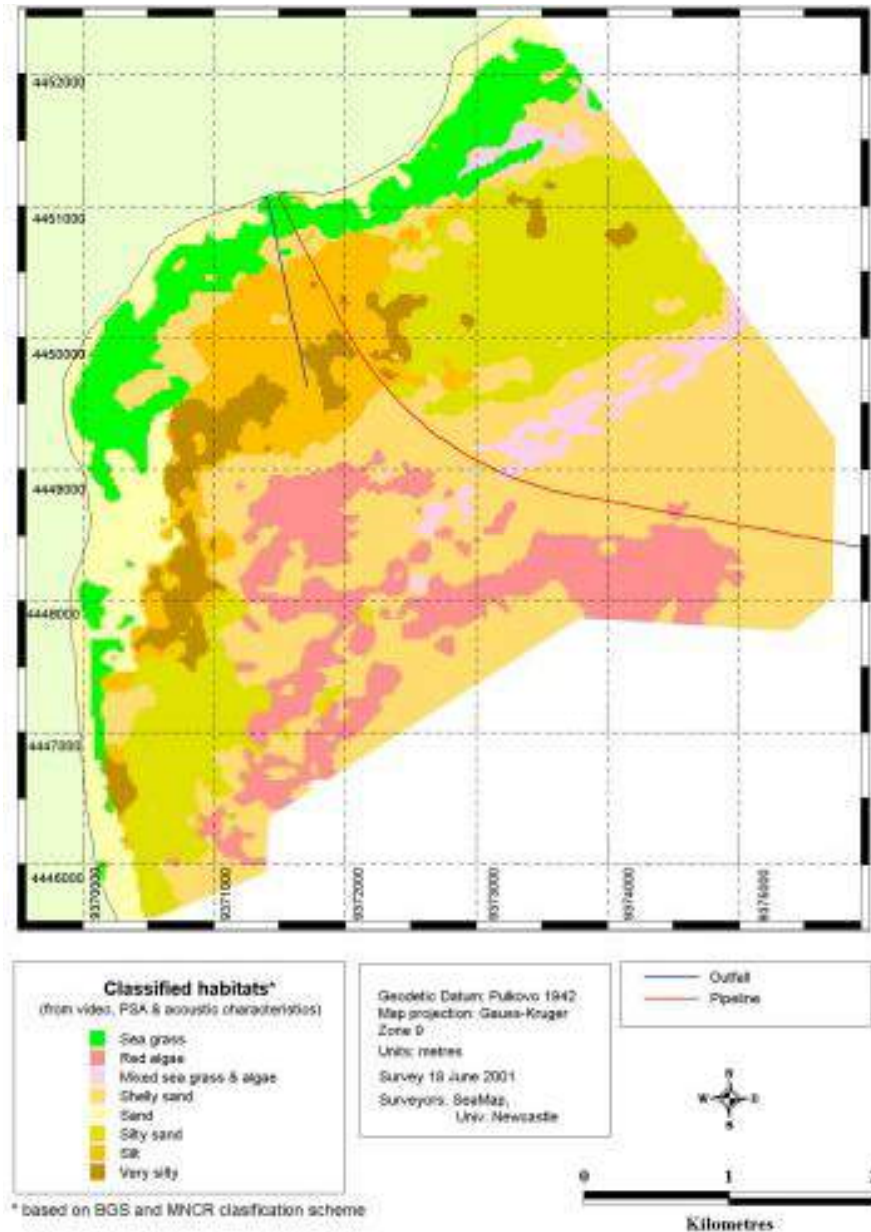 4452000
4451000
4450000
4449000
4448000
4447000
4446000
9370000
9371000
9372000
9373000
9374000
9376000
Classified habitats*
(from video, PSA & acoustic characteristics)
Sea grass
Red algae
Mixed sea grass & algae
Shelly sand
Sand
Silty sand
Silt
Very silty
* based on BGS and MNCR clasification scheme
Geodetic Datum: Pulkovo 1942
Map projection: Gauss-Kruger
Zone 9
Units: metres
Survey 18 June 2001
Surveyors: SeaMap,
Univ. Newcastle
Outfall
Pipeline
N
W E
S
0 1 2
Kilometres